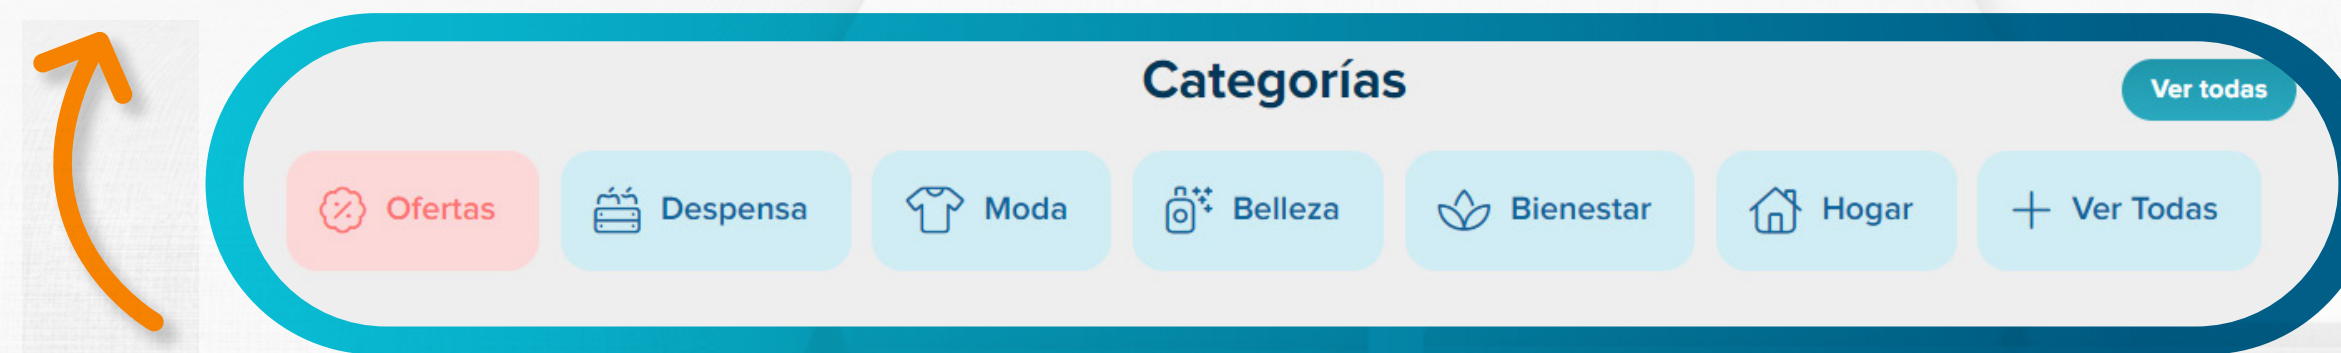 Categorías
Ver todas
Ofertas
Despensa
Moda
Belleza
Bienestar
Hogar
Ver Todas